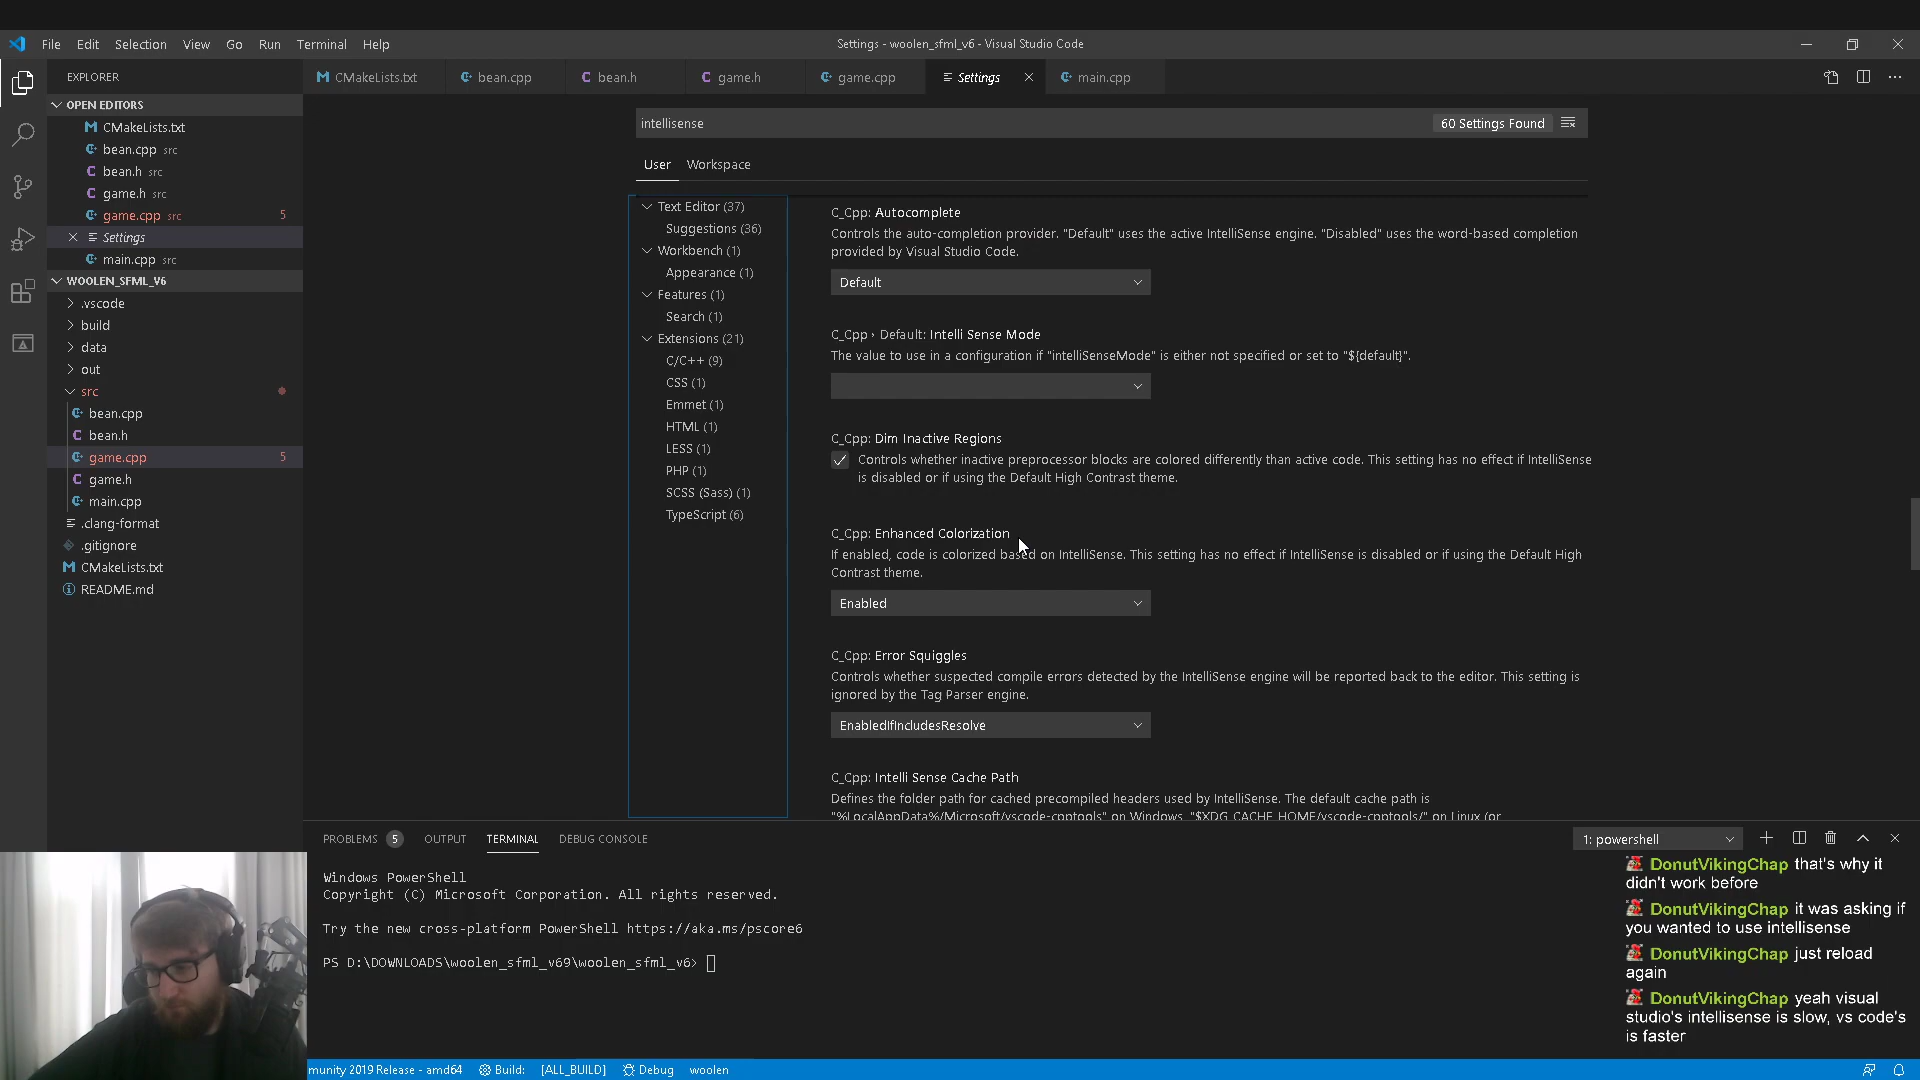 File Edit Selection View Go Run Terminal Help
Settings - woolen_sfml_v6 - Visual Studio Code
EXPLORER
OPEN EDITORS
CMakeLists.txt
bean.cpp src
bean.h src
game.h src
game.cpp src 5
Settings
main.cpp src
WOOLEN_SFML_V6
.vscode
build
data
out
src
bean.cpp
bean.h
game.cpp 5
game.h
main.cpp
.clang-format
.gitignore
CMakeLists.txt
README.md
CMakeLists.txt bean.cpp bean.h game.h game.cpp Settings main.cpp
intellisense
60 Settings Found
User Workspace
Text Editor (37)
Suggestions (36)
Workbench (1)
Appearance (1)
Features (1)
Search (1)
Extensions (21)
C/C++ (9)
CSS (1)
Emmet (1)
HTML (1)
LESS (1)
PHP (1)
SCSS (Sass) (1)
TypeScript (6)
C_Cpp: Autocomplete
Controls the auto-completion provider. "Default" uses the active IntelliSense engine. "Disabled" uses the word-based completion
provided by Visual Studio Code.
Default
C_Cpp › Default: Intelli Sense Mode
The value to use in a configuration if "intelliSenseMode" is either not specified or set to "${default}".
C_Cpp: Dim Inactive Regions
Controls whether inactive preprocessor blocks are colored differently than active code. This setting has no effect if IntelliSense
is disabled or if using the Default High Contrast theme.
C_Cpp: Enhanced Colorization
If enabled, code is colorized based on IntelliSense. This setting has no effect if IntelliSense is disabled or if using the Default High
Contrast theme.
Enabled
C_Cpp: Error Squiggles
Controls whether suspected compile errors detected by the IntelliSense engine will be reported back to the editor. This setting is
ignored by the Tag Parser engine.
EnabledIfIncludesResolve
C_Cpp: Intelli Sense Cache Path
Defines the folder path for cached precompiled headers used by IntelliSense. The default cache path is
"%LocalAppData%/Microsoft/vscode-cpptools" on Windows, "$XDG_CACHE_HOME/vscode-cpptools/" on Linux (or
PROBLEMS 5 OUTPUT TERMINAL DEBUG CONSOLE
1: powershell
Windows PowerShell
Copyright (C) Microsoft Corporation. All rights reserved.
Try the new cross-platform PowerShell https://aka.ms/pscore6
PS D:\DOWNLOADS\woolen_sfml_v69\woolen_sfml_v6>
DonutVikingChap that's why it
didn't work before
DonutVikingChap it was asking if
you wanted to use intellisense
DonutVikingChap just reload
again
DonutVikingChap yeah visual
studio's intellisense is slow, vs code's
is faster
munity 2019 Release - amd64 Build: [ALL_BUILD] Debug woolen